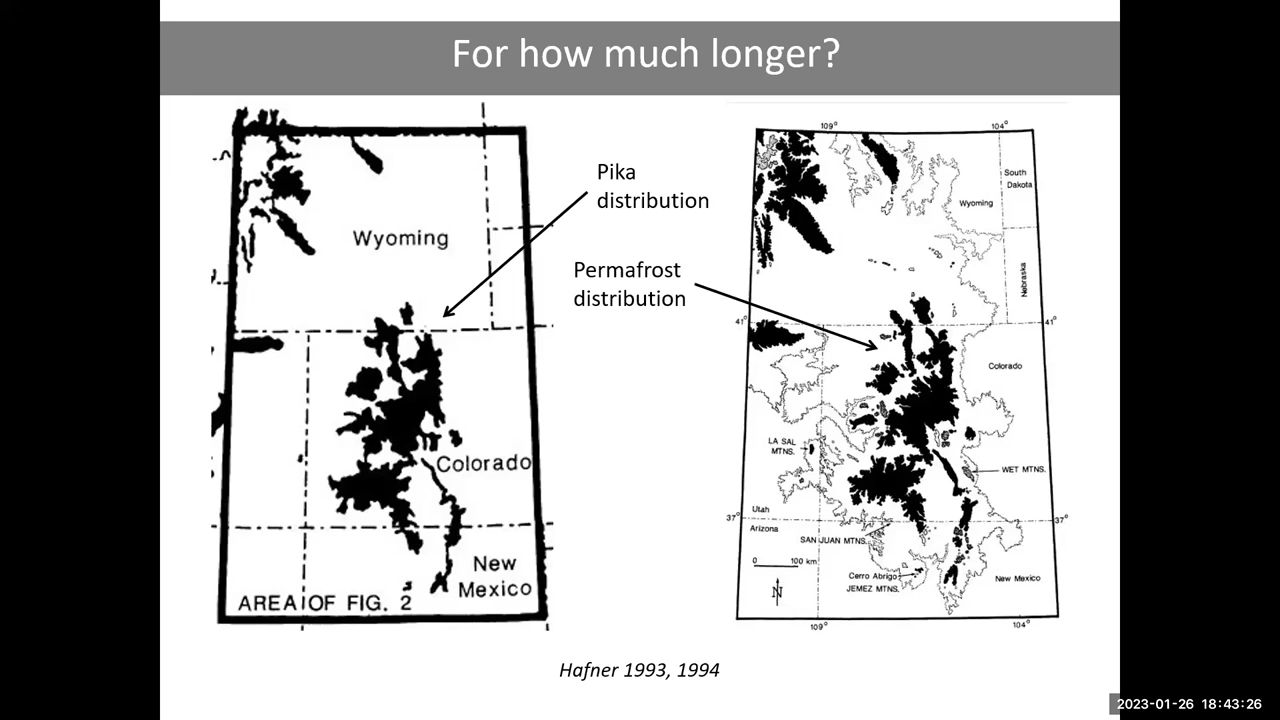 For how much longer?
Pika
distribution
Permafrost
distribution
Wyoming
Colorado
New
Mexico
AREA OF FIG. 2
109°
104°
South
Dakota
Wyoming
Nebraska
41°
41°
Colorado
LA SAL
MTNS.
WET MTNS.
Utah
37°
37°
Arizona
SAN JUAN MTNS.
0 100 km
Cerro Abrigo
JEMEZ MTNS.
New Mexico
N
109°
104°
Hafner 1993, 1994
2023-01-26 18:43:26